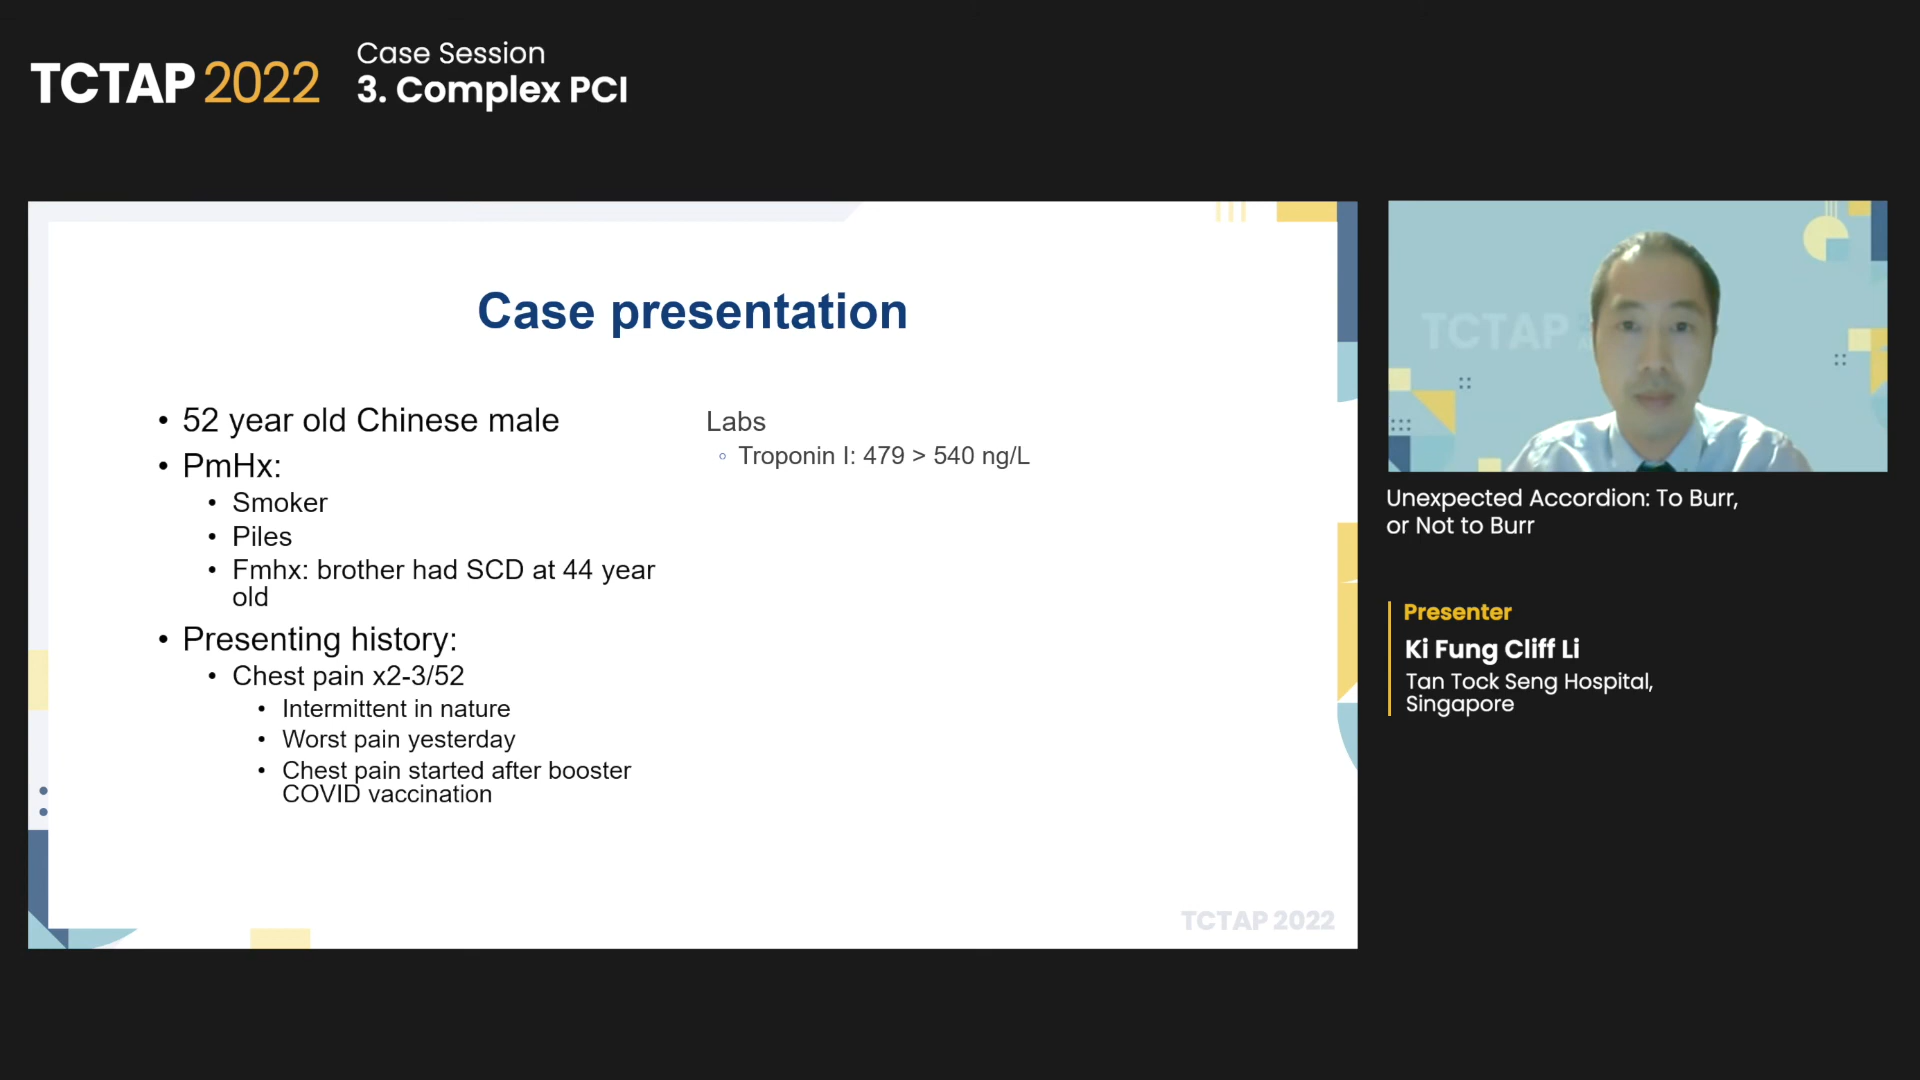 TCTAP 2022
Case Session
3. Complex PCI
Case presentation
• 52 year old Chinese male
• PmHx:
• Smoker
• Piles
• Fmhx: brother had SCD at 44 year
old
• Presenting history:
• Chest pain x2-3/52
• Intermittent in nature
• Worst pain yesterday
• Chest pain started after booster
COVID vaccination
Labs
◦ Troponin I: 479 > 540 ng/L
TCTAP 2022
TCTAP
Unexpected Accordion: To Burr,
or Not to Burr
Presenter
Ki Fung Cliff Li
Tan Tock Seng Hospital,
Singapore